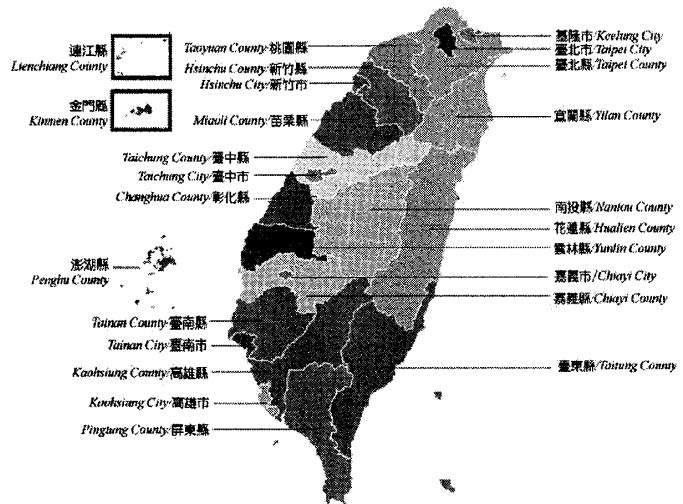 連江縣
Lienchiang County
金門縣
Kinmen County
Taoyuan County/桃園縣
Hsinchu County/新竹縣
Hsinchu City/新竹市
Miaoli County/苗栗縣
Taichung County/臺中縣
Taichung City/臺中市
Changhua County/彰化縣
澎湖縣
Penghu County
Tainan County/臺南縣
Tainan City/臺南市
Kaohsiung County/高雄縣
Kaohsiung City/高雄市
Pingtung County/屏東縣
基隆市/Keelung City
臺北市/Taipei City
臺北縣/Taipei County
宜蘭縣/Yilan County
南投縣/Nantou County
花蓮縣/Hualien County
雲林縣/Yunlin County
嘉義市/Chiayi City
嘉義縣/Chiayi County
臺東縣/Taitung County